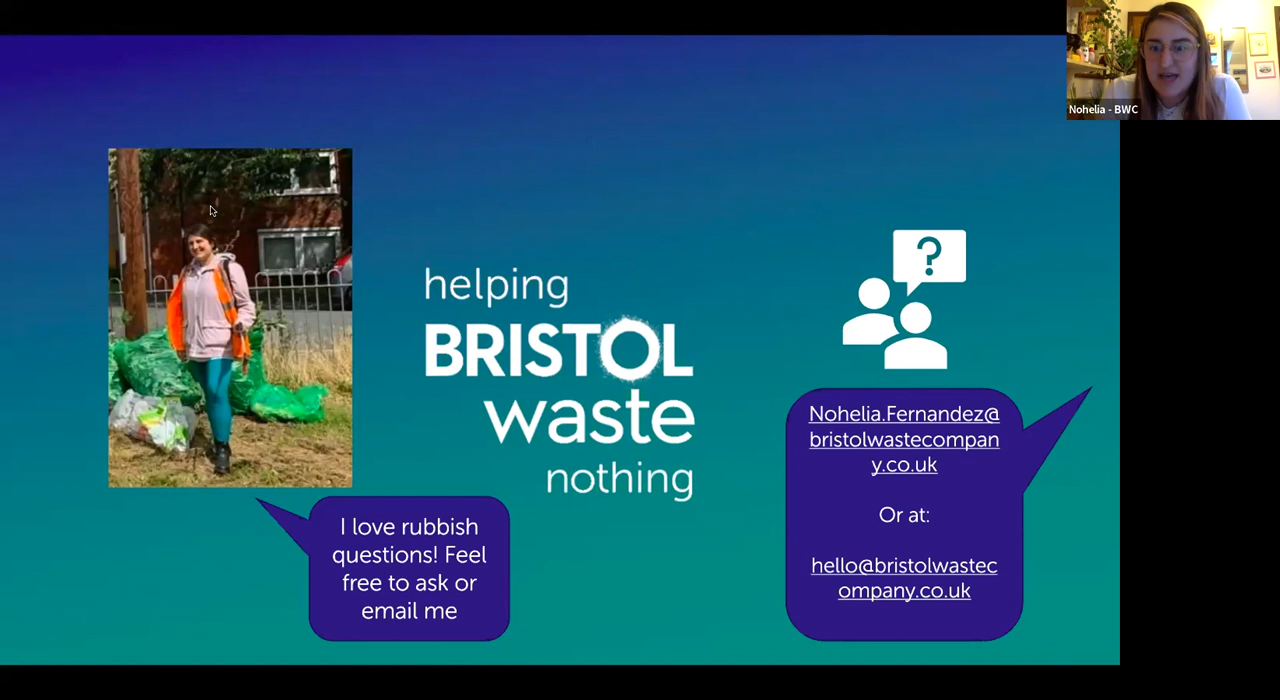 Nohelia - BWC
?
helping
BRISTOL
waste
nothing
I love rubbish
questions! Feel
free to ask or
email me
Nohelia.Fernandez@
bristolwastecompan
y.co.uk
Or at:
hello@bristolwastec
ompany.co.uk